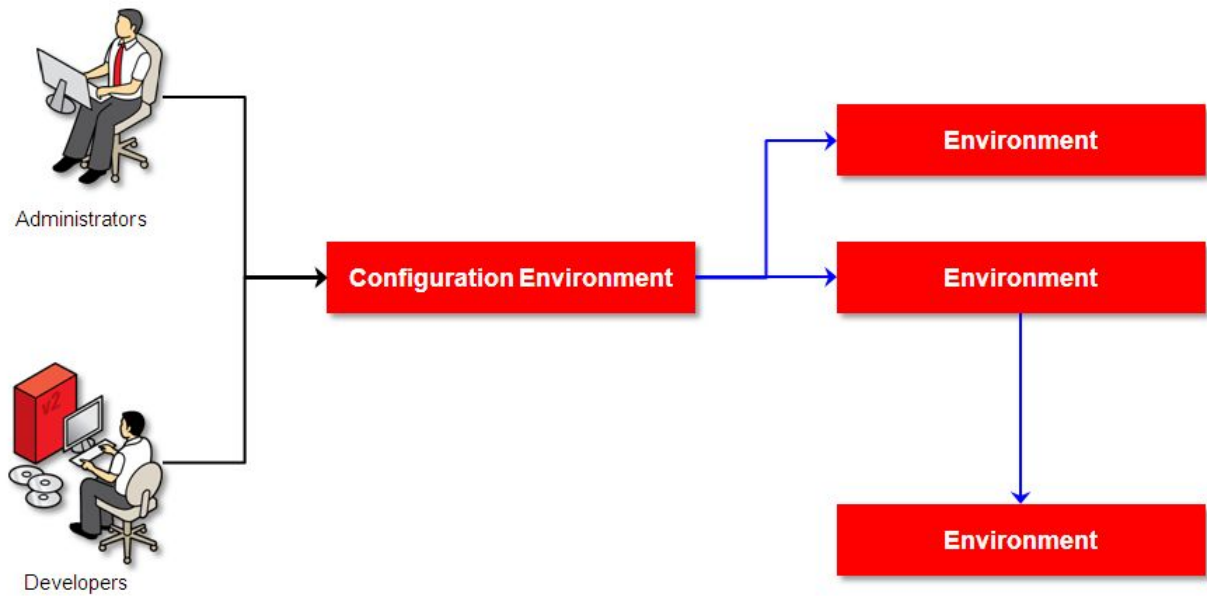 Administrators
Environment
Configuration Environment
Environment
v2
Environment
Developers